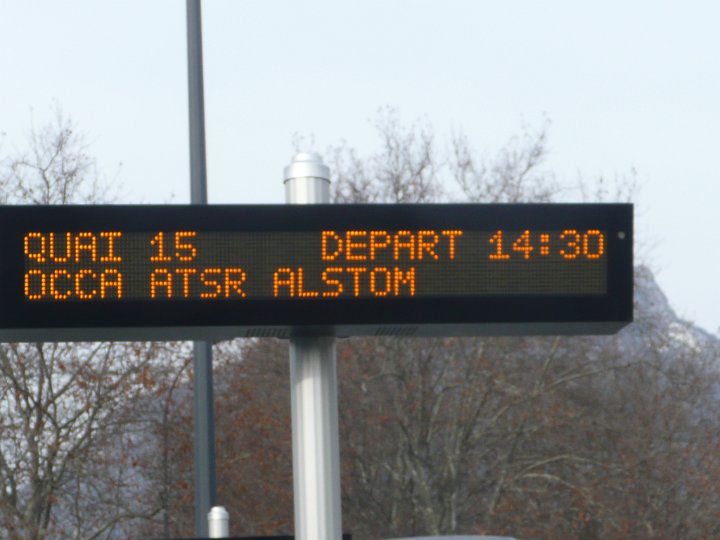 QUAI 15 DEPART 14:30
OCCA ATSR ALSTOM